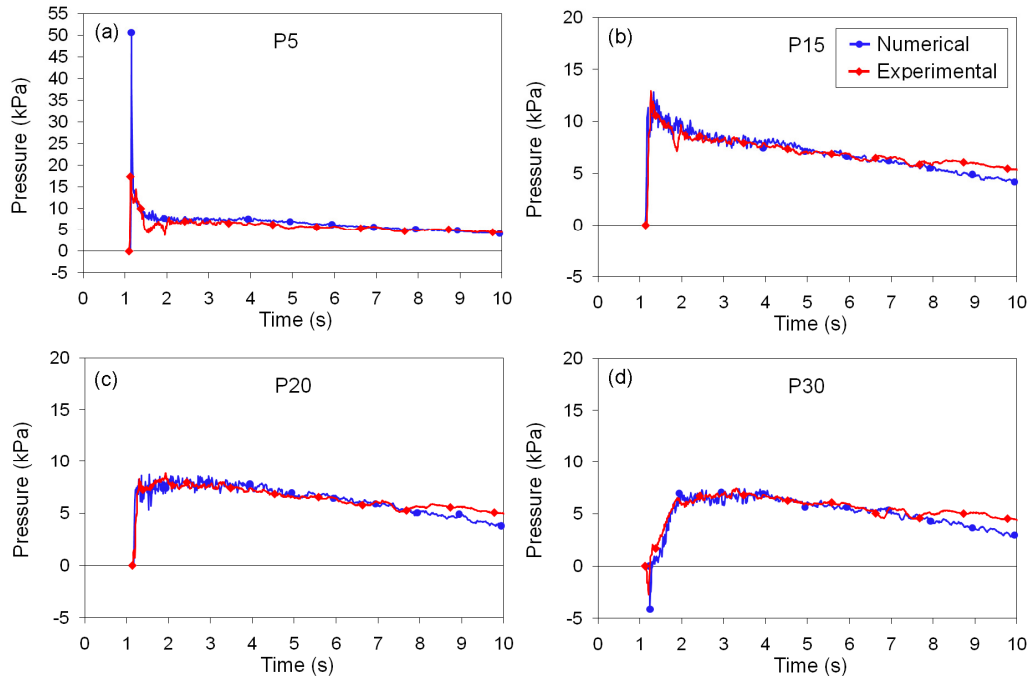 (a)
P5
Pressure (kPa)
55
50
45
40
35
30
25
20
15
10
5
0
-5
0 1 2 3 4 5 6 7 8 9 10
Time (s)
(b)
P15
Numerical
Experimental
Pressure (kPa)
20
15
10
5
0
-5
0 1 2 3 4 5 6 7 8 9 10
Time (s)
(c)
P20
Pressure (kPa)
20
15
10
5
0
-5
0 1 2 3 4 5 6 7 8 9 10
Time (s)
(d)
P30
Pressure (kPa)
20
15
10
5
0
-5
0 1 2 3 4 5 6 7 8 9 10
Time (s)